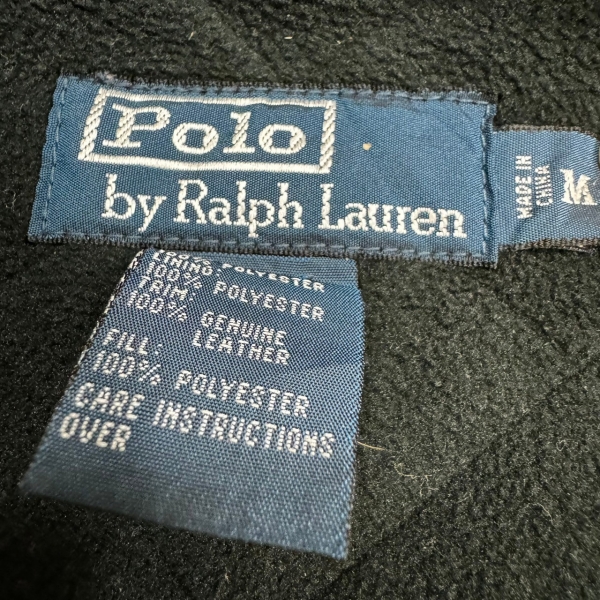 Polo
by Ralph Lauren
MADE IN
CHINA
M
LINING:
100% POLYESTER
TRIM:
100% GENUINE
LEATHER
FILL:
100% POLYESTER
CARE INSTRUCTIONS
OVER